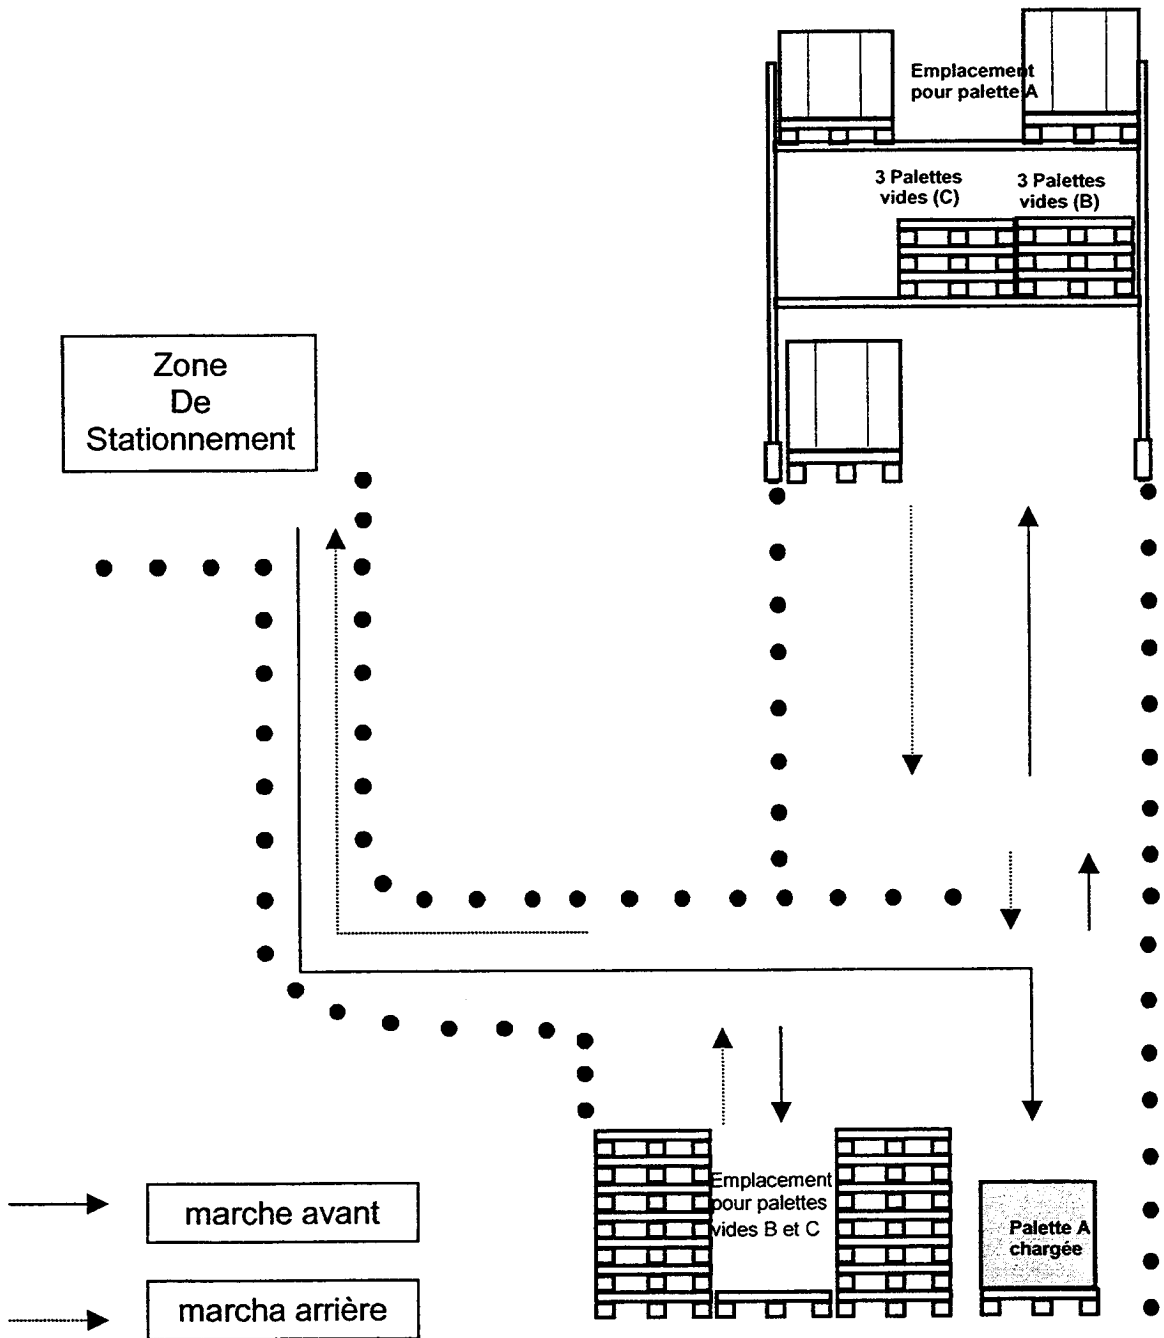 Emplacement
pour palette A
3 Palettes
vides (C)
3 Palettes
vides (B)
Zone
De
Stationnement
Emplacement
pour palettes
vides B et C
Palette A
chargée
marche avant
marcha arrière